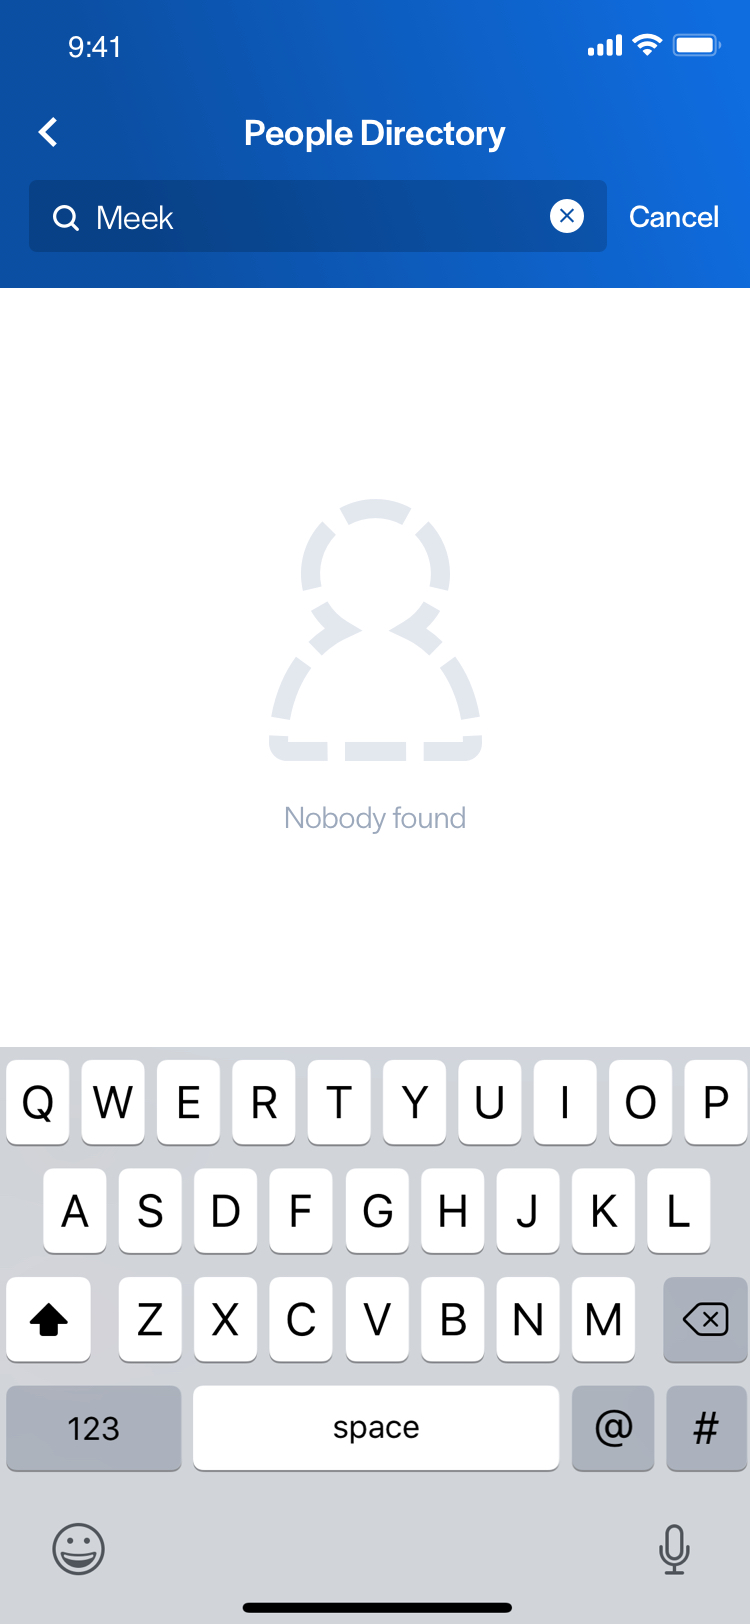 9:41
People Directory
Meek Cancel
Nobody found
Q W E R T Y U I O P
A S D F G H J K L
Z X C V B N M
123 space @ #